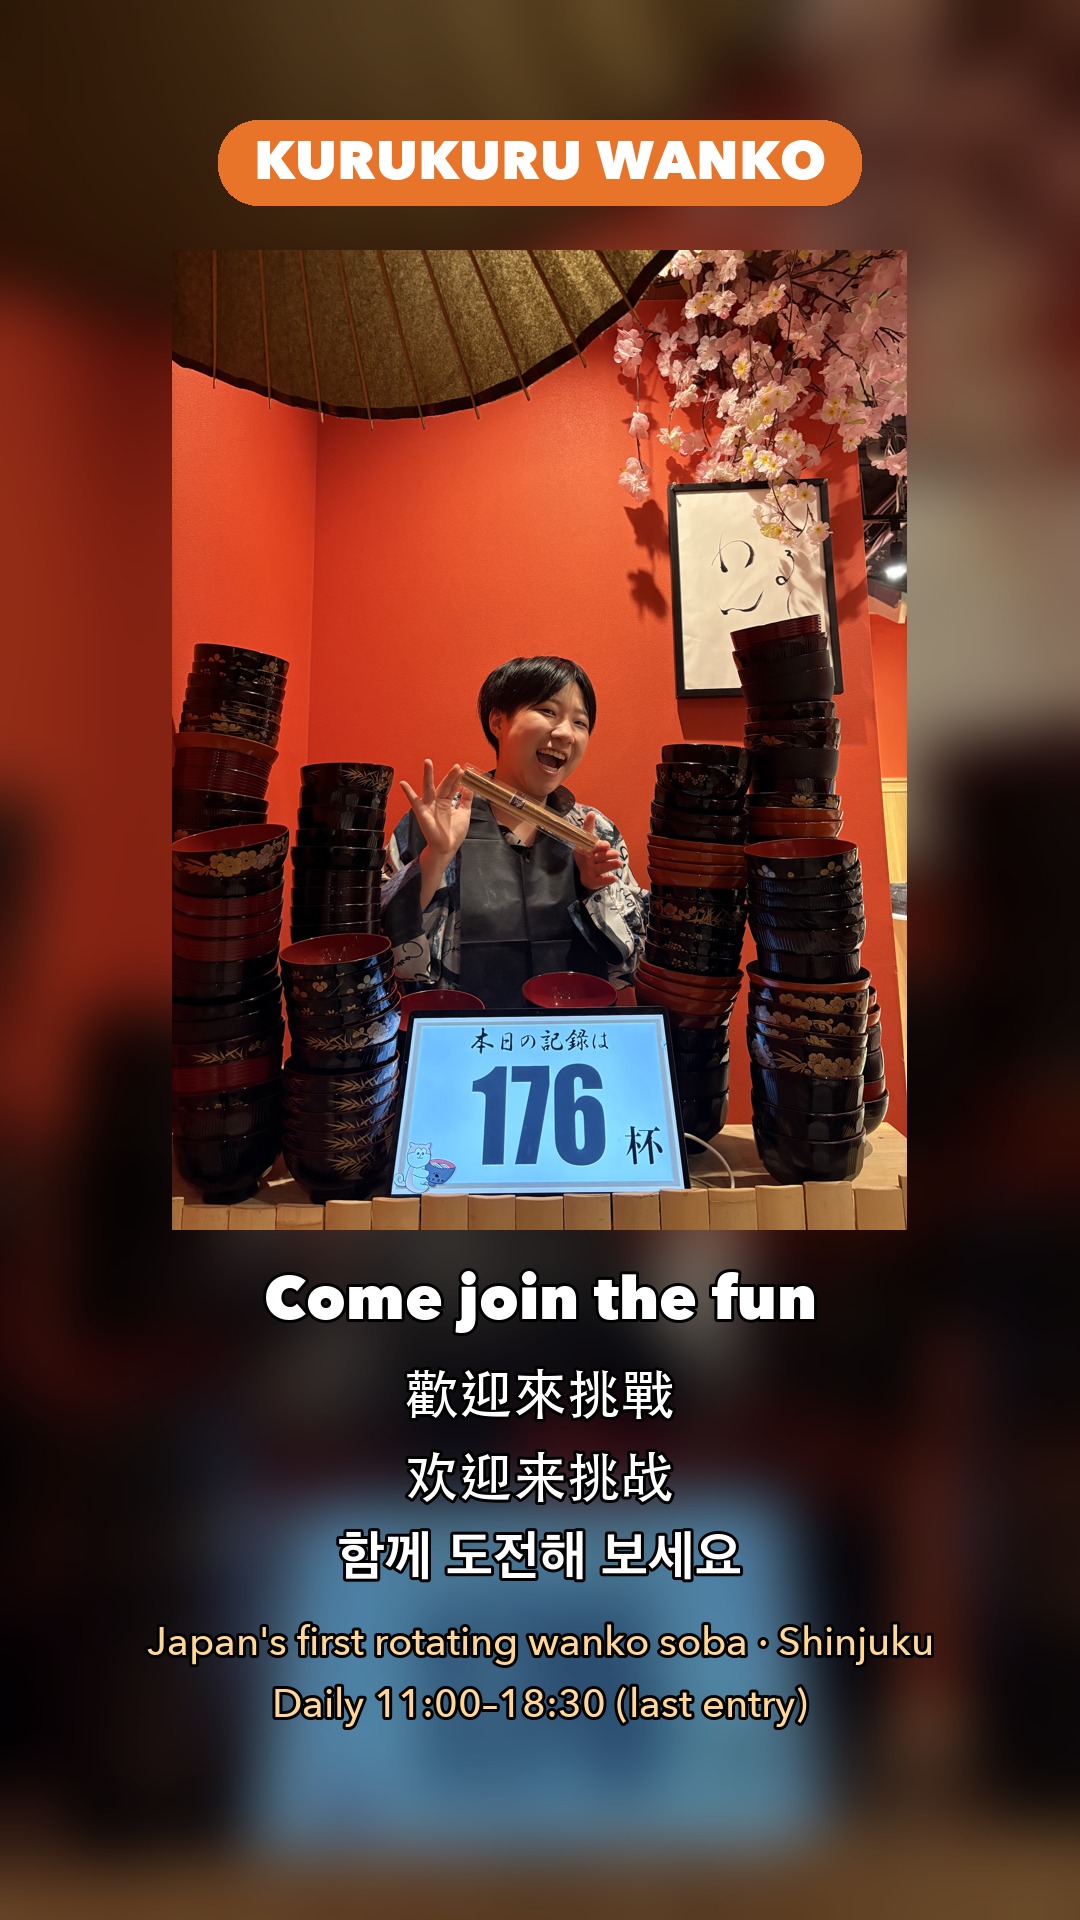 KURUKURU WANKO
本日の記録は
176
杯
Come join the fun
歡迎來挑戰
欢迎来挑战
함께 도전해 보세요
Japan's first rotating wanko soba · Shinjuku
Daily 11:00–18:30 (last entry)